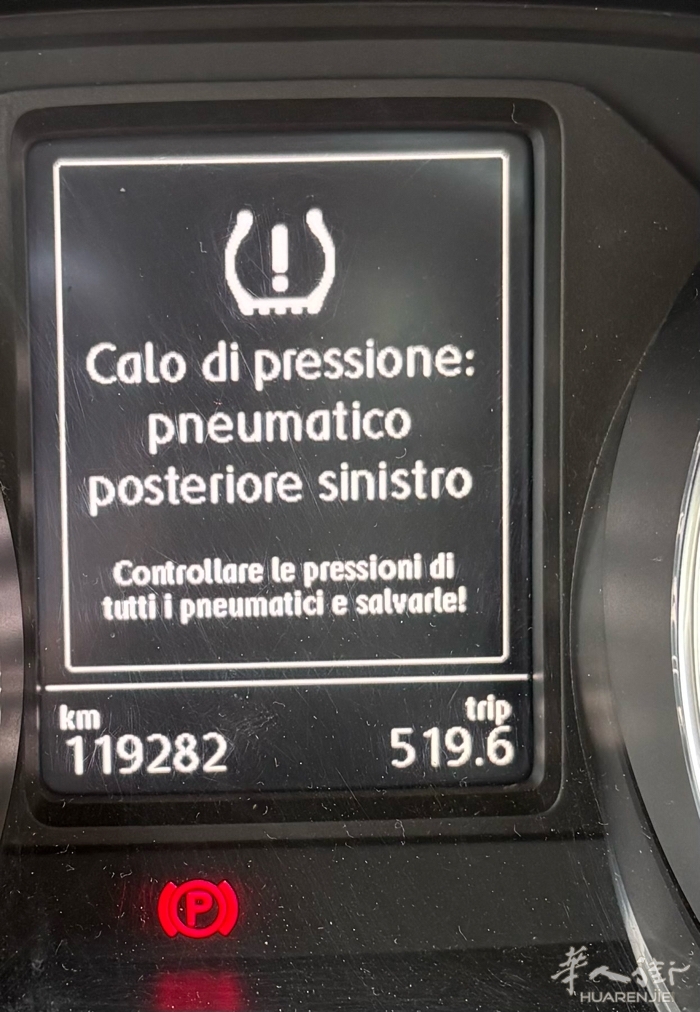 Calo di pressione:
pneumatico
posteriore sinistro
Controllare le pressioni di
tutti i pneumatici e salvarle!
km trip
119282 519.6
P
华人街
HUARENJIE